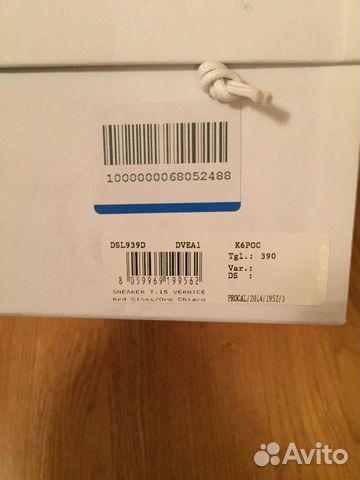 1000000068052488
DSL939D DVEA1 K6POC
Tgl.: 390
Var.:
DS :
8 059969 199562
SNEAKER T.16 VERNICE
Red Gloss/Oro Chiaro
PROCAL/2014/1952/3
Avito